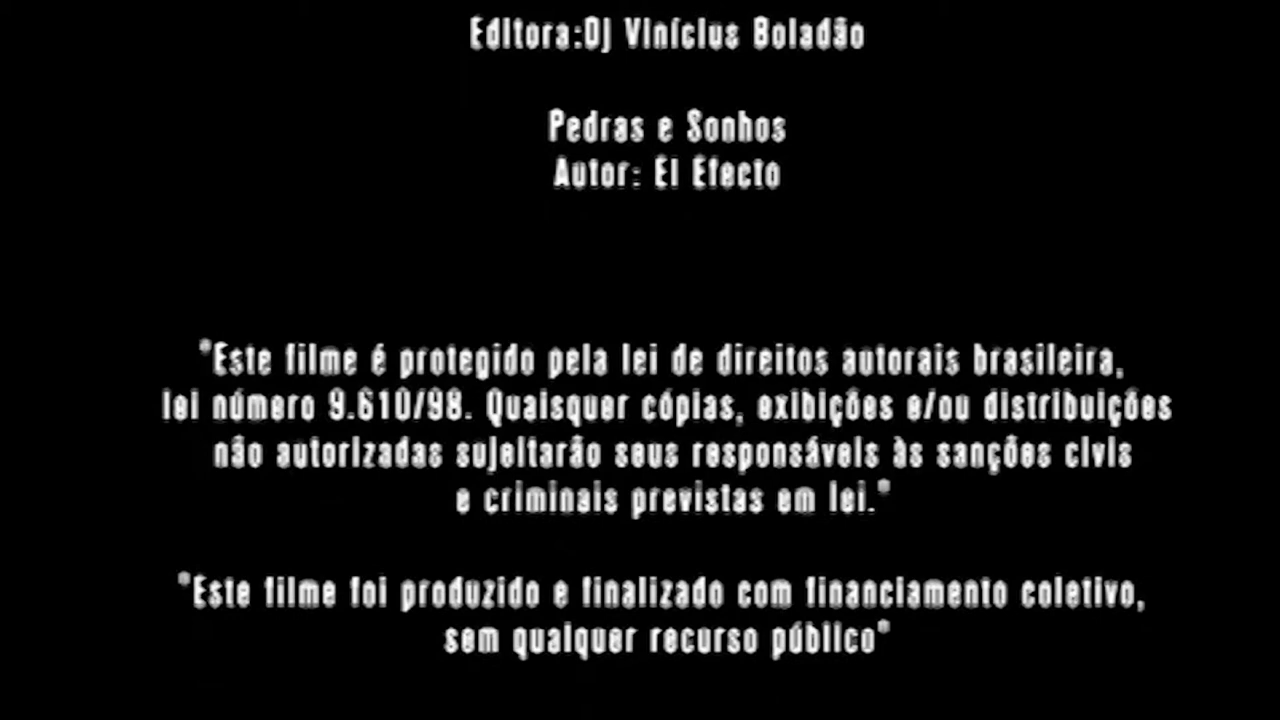 Editora:Dj Vinícius Boladão
Pedras e Sonhos
Autor: El Efecto
"Este filme é protegido pela lei de direitos autorais brasileira,
lei número 9.610/98. Quaisquer cópias, exibições e/ou distribuições
não autorizadas sujeitarão seus responsáveis às sanções civis
e criminais previstas em lei."
"Este filme foi produzido e finalizado com financiamento coletivo,
sem qualquer recurso público"